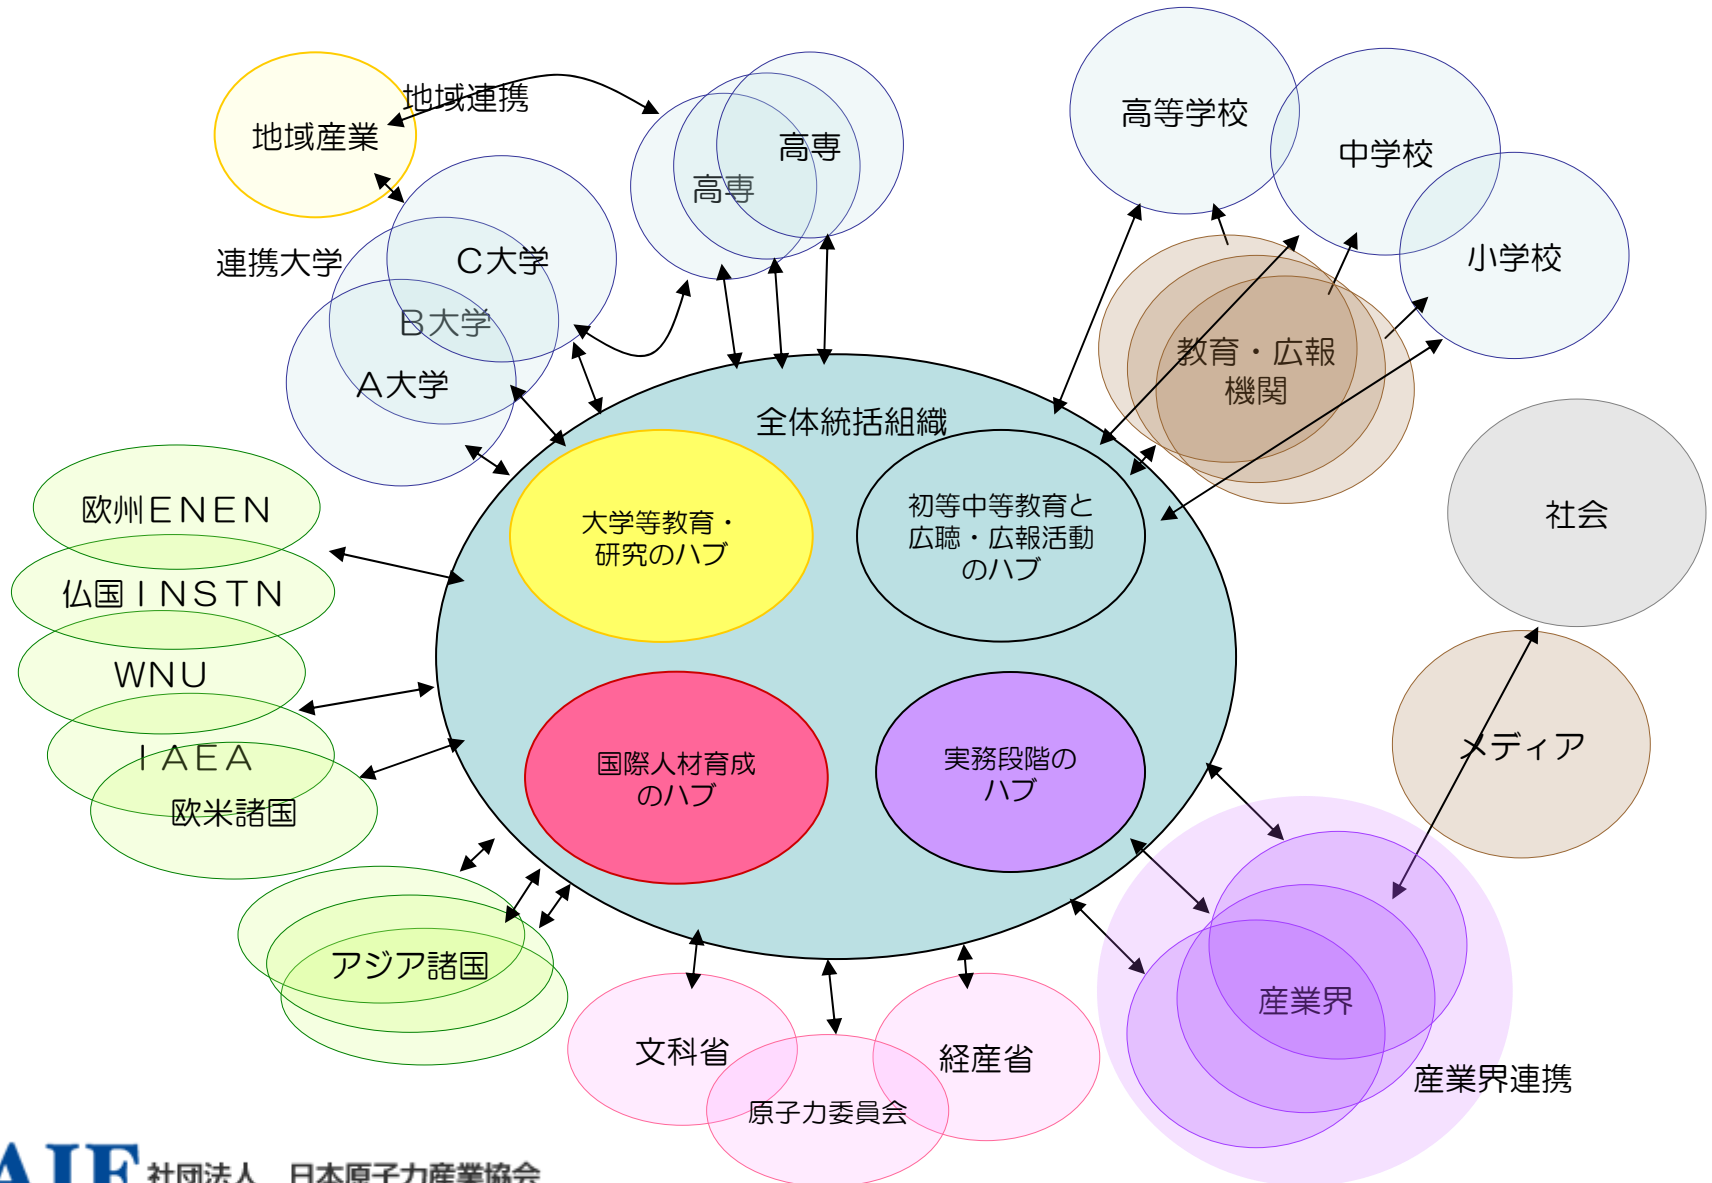 地域連携
地域産業
高専
高専
高等学校
中学校
小学校
連携大学
C大学
B大学
A大学
教育・広報
機関
全体統括組織
欧州ENEN
仏国INSTN
WNU
IAEA
欧米諸国
大学等教育・
研究のハブ
初等中等教育と
広聴・広報活動
のハブ
社会
メディア
国際人材育成
のハブ
実務段階の
ハブ
アジア諸国
産業界
産業界連携
文科省
原子力委員会
経産省
社団法人 日本原子力産業協会